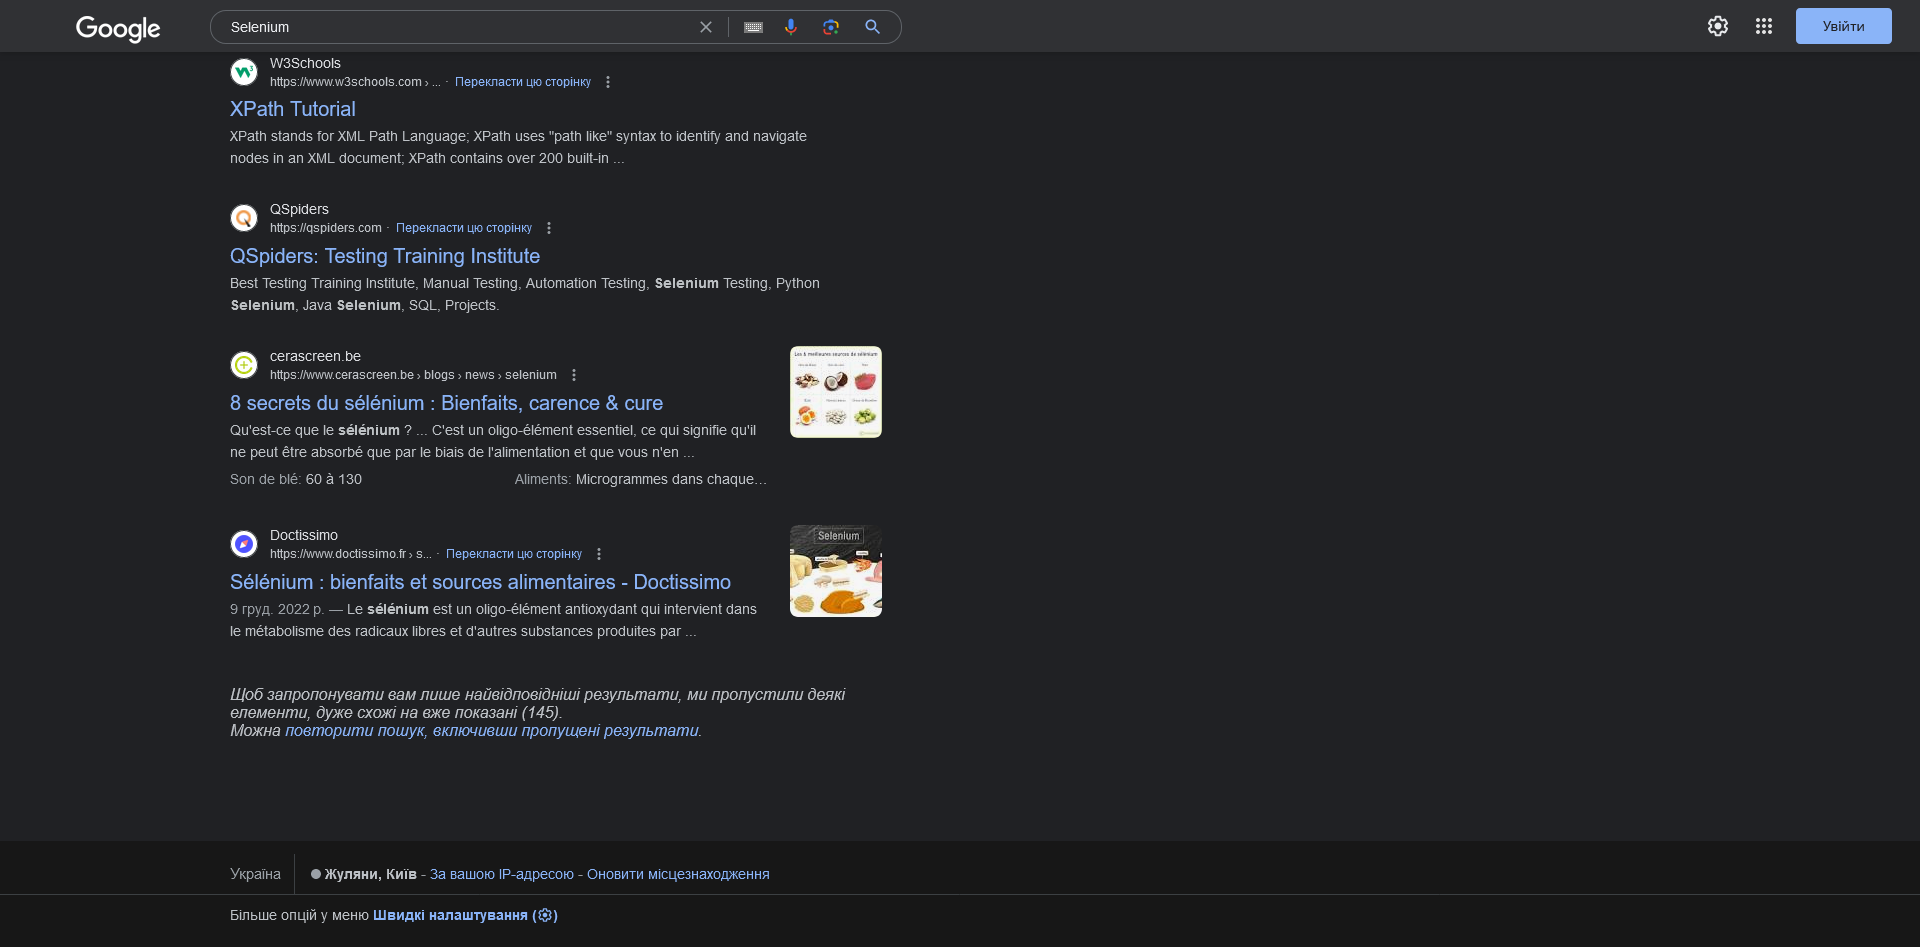 Google
Selenium
Увійти
W3Schools
https://www.w3schools.com › ... · Перекласти цю сторінку
XPath Tutorial
XPath stands for XML Path Language; XPath uses "path like" syntax to identify and navigate
nodes in an XML document; XPath contains over 200 built-in ...
QSpiders
https://qspiders.com · Перекласти цю сторінку
QSpiders: Testing Training Institute
Best Testing Training Institute, Manual Testing, Automation Testing, Selenium Testing, Python
Selenium, Java Selenium, SQL, Projects.
cerascreen.be
https://www.cerascreen.be › blogs › news › selenium
8 secrets du sélénium : Bienfaits, carence & cure
Qu'est-ce que le sélénium ? ... C'est un oligo-élément essentiel, ce qui signifie qu'il
ne peut être absorbé que par le biais de l'alimentation et que vous n'en ...
Son de blé: 60 à 130
Aliments: Microgrammes dans chaque…
Les 6 meilleures sources de sélénium
Doctissimo
https://www.doctissimo.fr › s... · Перекласти цю сторінку
Sélénium : bienfaits et sources alimentaires - Doctissimo
9 груд. 2022 р. — Le sélénium est un oligo-élément antioxydant qui intervient dans
le métabolisme des radicaux libres et d'autres substances produites par ...
Selenium
Щоб запропонувати вам лише найвідповідніші результати, ми пропустили деякі
елементи, дуже схожі на вже показані (145).
Можна повторити пошук, включивши пропущені результати.
Україна
Жуляни, Київ - За вашою IP-адресою - Оновити місцезнаходження
Більше опцій у меню Швидкі налаштування (⚙)